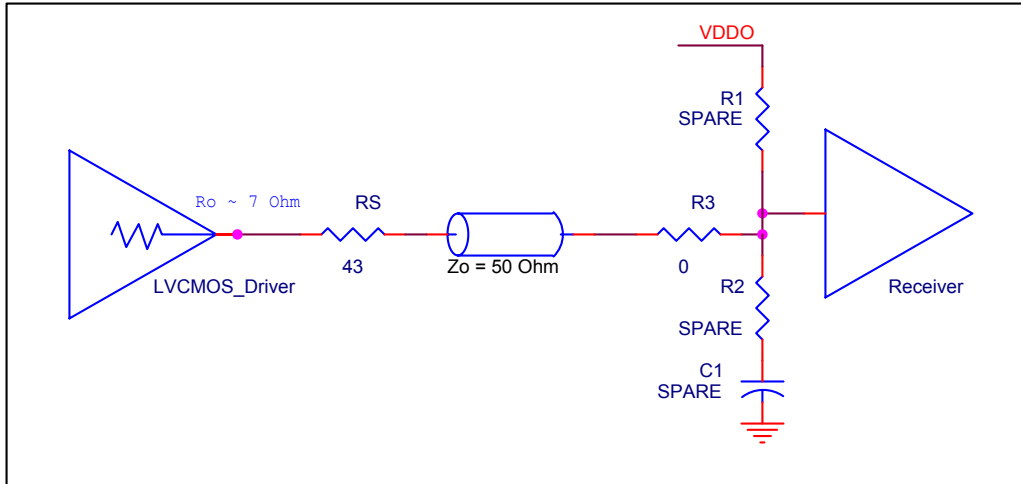 VDDO
R1
SPARE
Ro ~ 7 Ohm
RS
R3
43
Zo = 50 Ohm
0
R2
LVCMOS_Driver
Receiver
SPARE
C1
SPARE